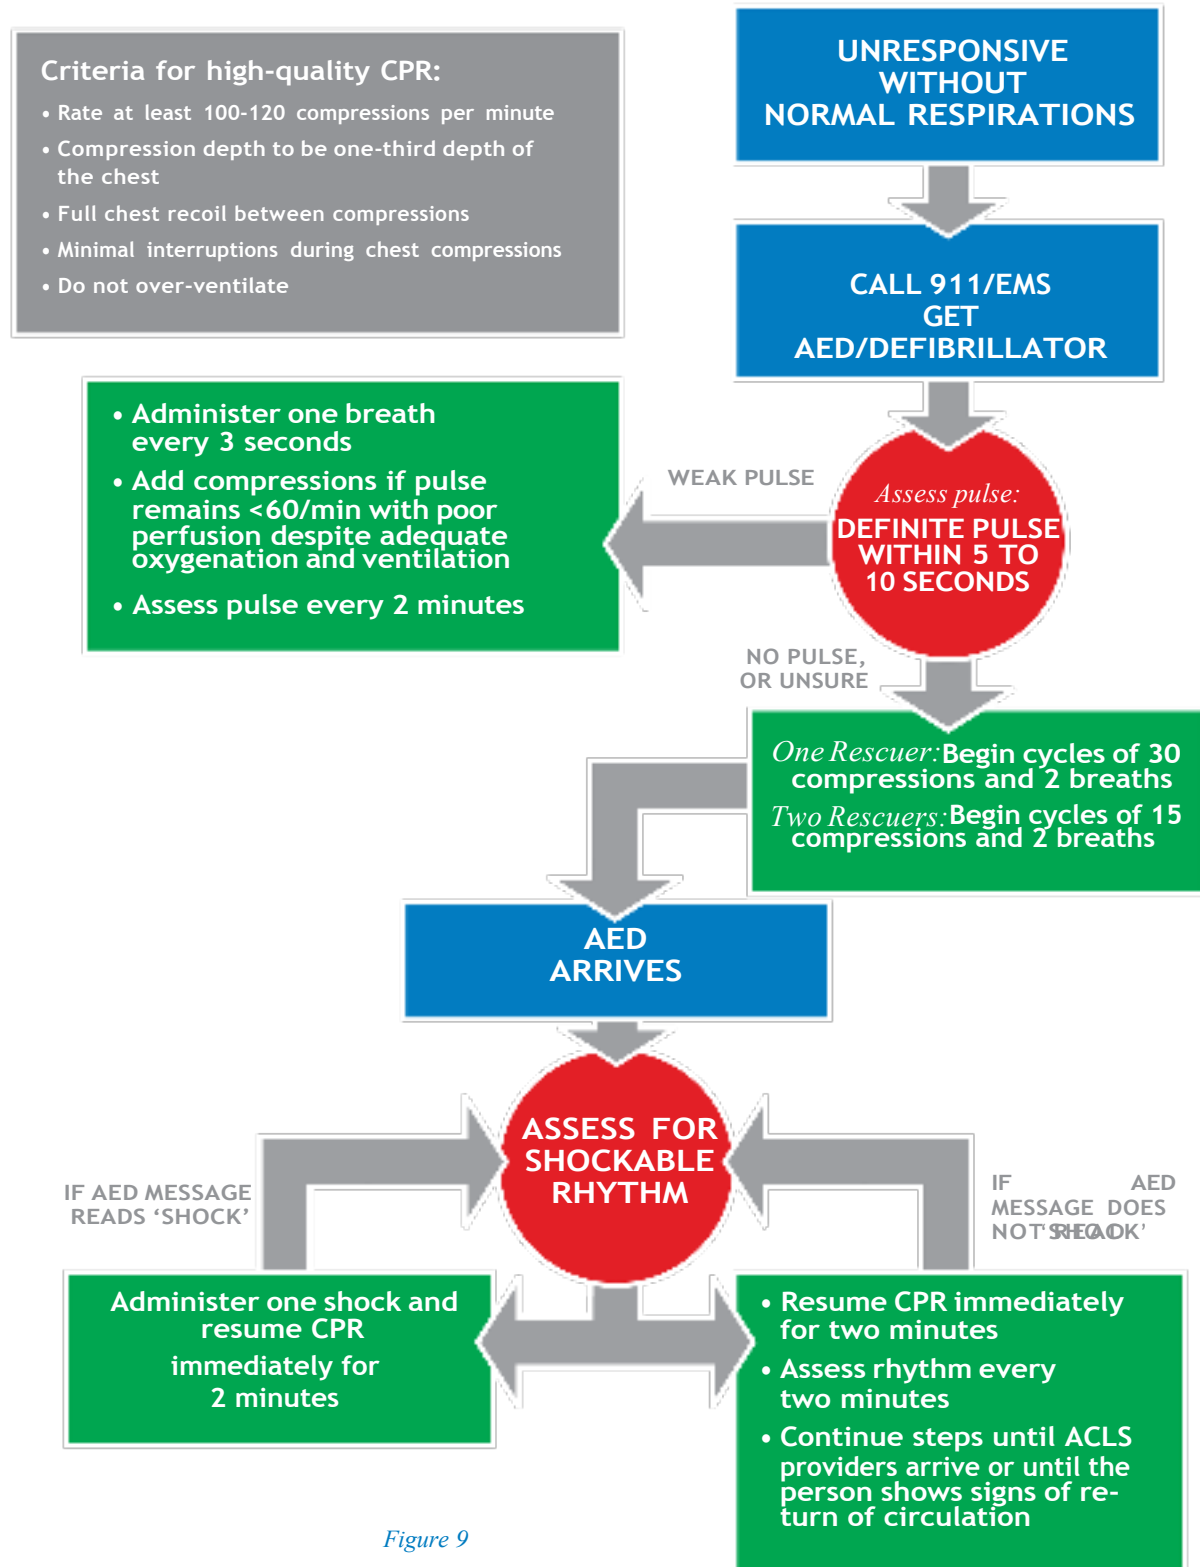 Criteria for high-quality CPR:
• Rate at least 100-120 compressions per minute
• Compression depth to be one-third depth of
the chest
• Full chest recoil between compressions
• Minimal interruptions during chest compressions
• Do not over-ventilate
UNRESPONSIVE
WITHOUT
NORMAL RESPIRATIONS
CALL 911/EMS
GET
AED/DEFIBRILLATOR
Assess pulse:
DEFINITE PULSE
WITHIN 5 TO
10 SECONDS
WEAK PULSE
• Administer one breath
every 3 seconds
• Add compressions if pulse
remains <60/min with poor
perfusion despite adequate
oxygenation and ventilation
• Assess pulse every 2 minutes
NO PULSE,
OR UNSURE
One Rescuer: Begin cycles of 30
compressions and 2 breaths
Two Rescuers: Begin cycles of 15
compressions and 2 breaths
AED
ARRIVES
ASSESS FOR
SHOCKABLE
RHYTHM
IF AED MESSAGE
READS ‘SHOCK’
Administer one shock and
resume CPR
immediately for
2 minutes
IF AED
MESSAGE DOES
NOT
• Resume CPR immediately
for two minutes
• Assess rhythm every
two minutes
• Continue steps until ACLS
providers arrive or until the
person shows signs of re-
turn of circulation
Figure 9